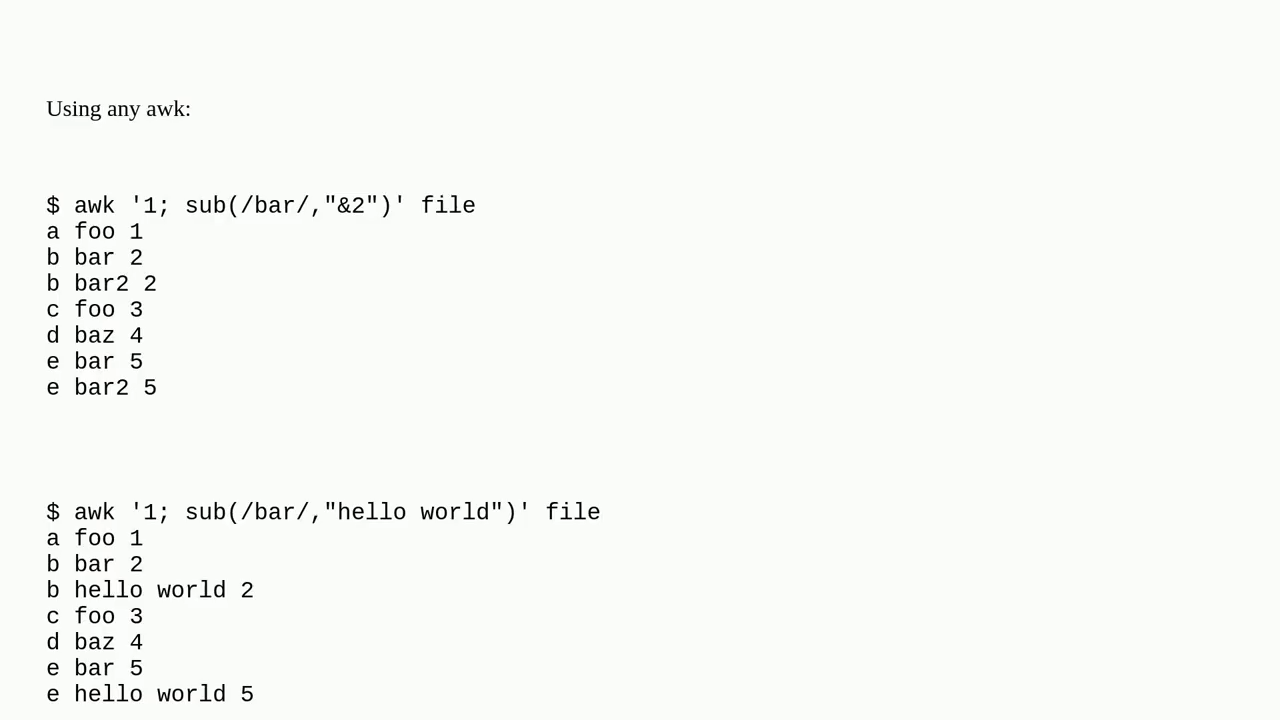 Using any awk:
$ awk '1; sub(/bar/,"&2")' file
a foo 1
b bar 2
b bar2 2
c foo 3
d baz 4
e bar 5
e bar2 5
$ awk '1; sub(/bar/,"hello world")' file
a foo 1
b bar 2
b hello world 2
c foo 3
d baz 4
e bar 5
e hello world 5